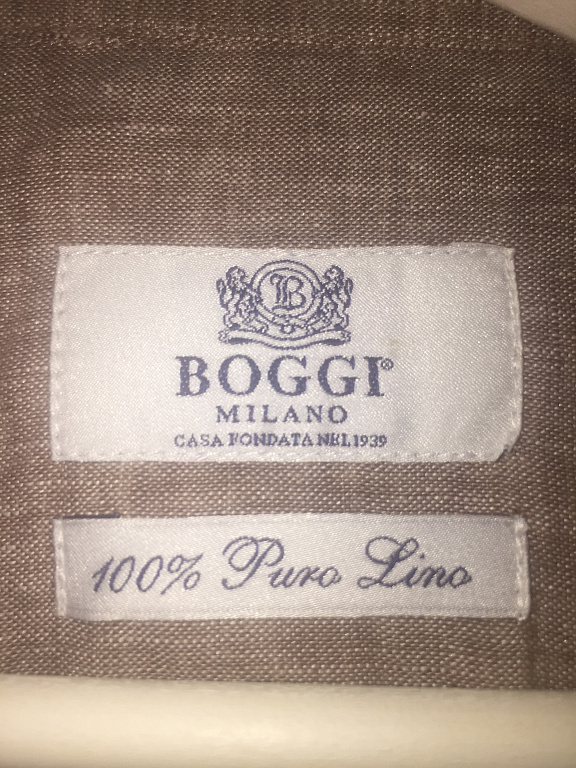 B
BOGGI®
MILANO
CASA FONDATA NEL 1939
100% Puro Lino